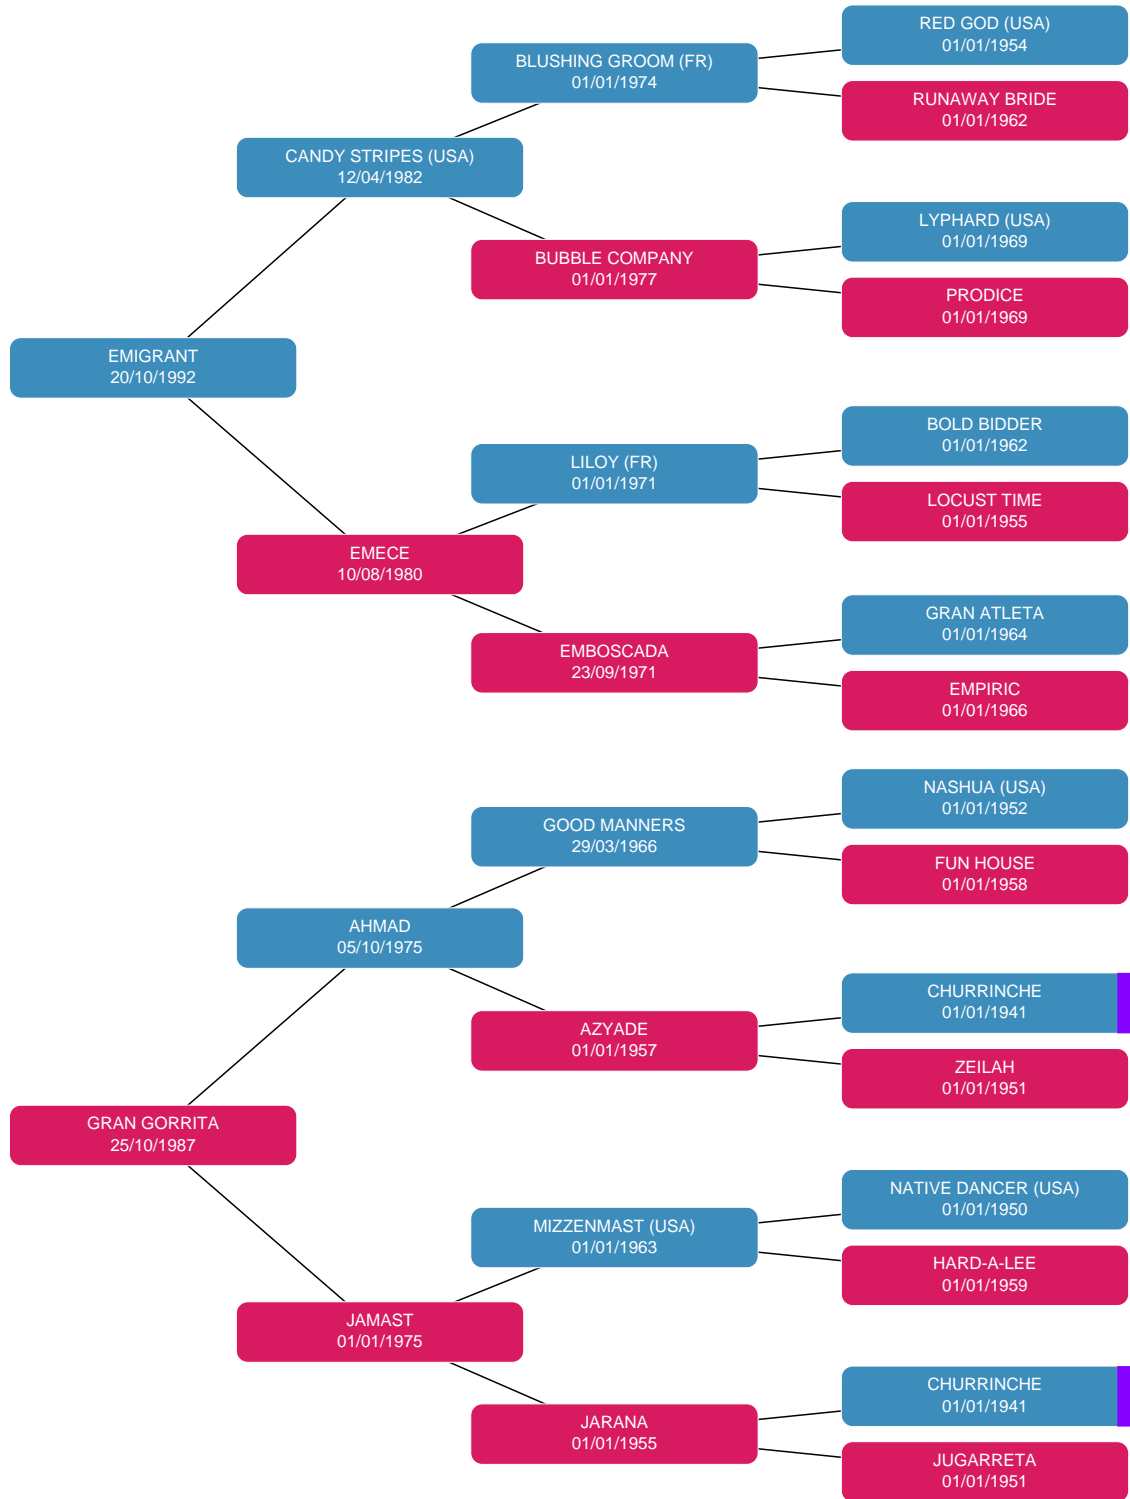 RED GOD (USA)
01/01/1954
BLUSHING GROOM (FR)
01/01/1974
RUNAWAY BRIDE
01/01/1962
CANDY STRIPES (USA)
12/04/1982
LYPHARD (USA)
01/01/1969
BUBBLE COMPANY
01/01/1977
PRODICE
01/01/1969
EMIGRANT
20/10/1992
BOLD BIDDER
01/01/1962
LILOY (FR)
01/01/1971
LOCUST TIME
01/01/1955
EMECE
10/08/1980
GRAN ATLETA
01/01/1964
EMBOSCADA
23/09/1971
EMPIRIC
01/01/1966
NASHUA (USA)
01/01/1952
GOOD MANNERS
29/03/1966
FUN HOUSE
01/01/1958
AHMAD
05/10/1975
CHURRINCHE
01/01/1941
AZYADE
01/01/1957
ZEILAH
01/01/1951
GRAN GORRITA
25/10/1987
NATIVE DANCER (USA)
01/01/1950
MIZZENMAST (USA)
01/01/1963
HARD-A-LEE
01/01/1959
JAMAST
01/01/1975
CHURRINCHE
01/01/1941
JARANA
01/01/1955
JUGARRETA
01/01/1951